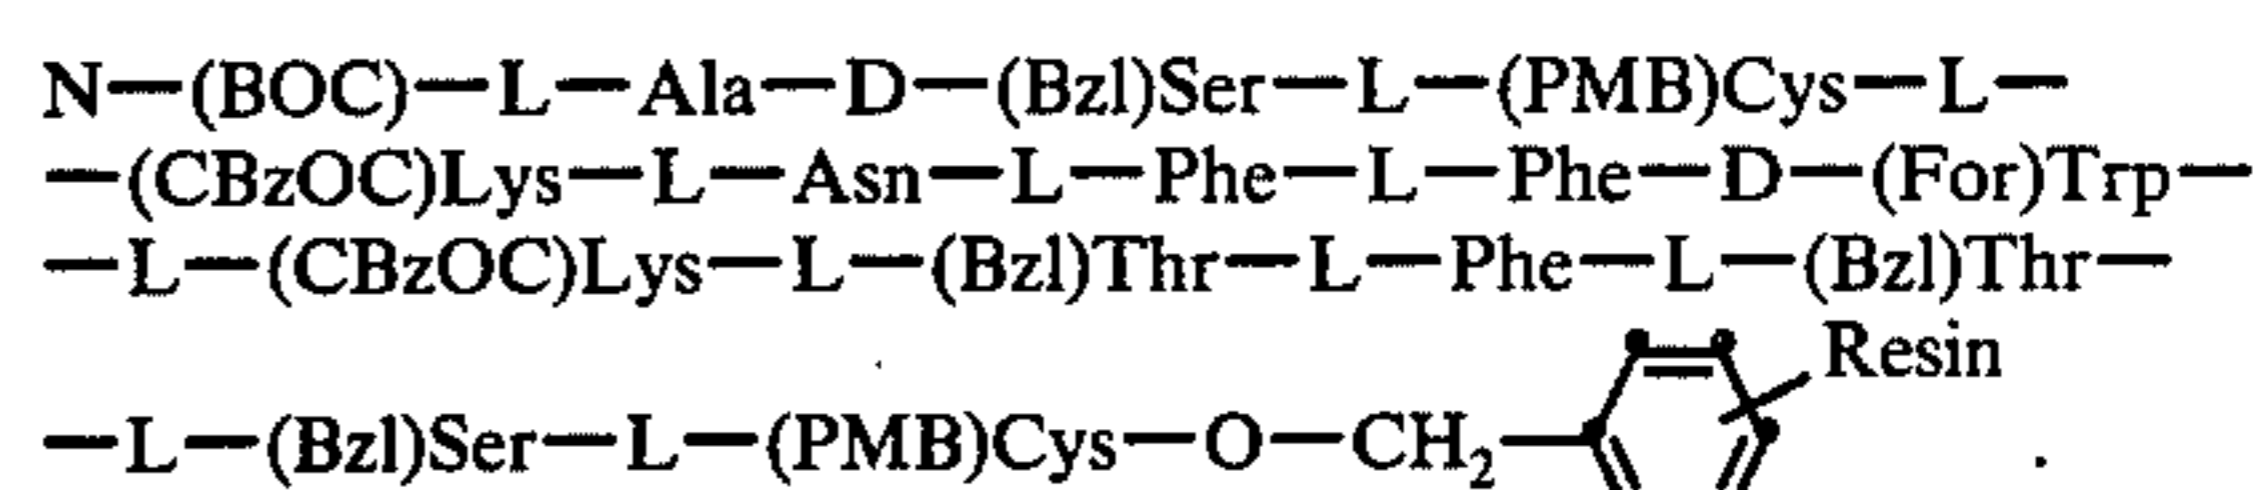 N—(BOC)—L—Ala—D—(Bzl)Ser—L—(PMB)Cys—L—
—(CBzOC)Lys—L—Asn—L—Phe—L—Phe—D—(For)Trp—
—L—(CBzOC)Lys—L—(Bzl)Thr—L—Phe—L—(Bzl)Thr—
Resin
—L—(Bzl)Ser—L—(PMB)Cys—O—CH₂—